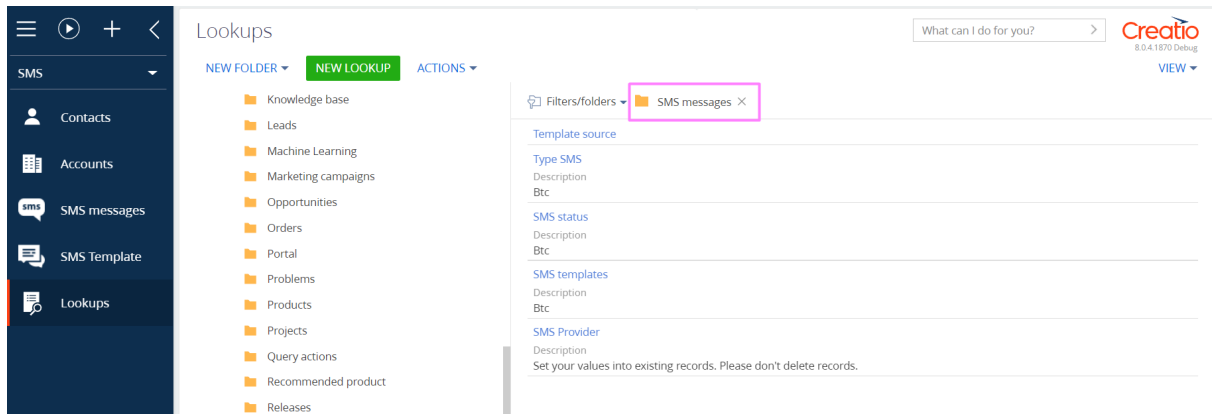 Lookups
What can I do for you?
Creatio
8.0.4.1870 Debug
SMS
NEW FOLDER
NEW LOOKUP
ACTIONS
VIEW
Contacts
Accounts
sms
SMS messages
SMS Template
Lookups
Knowledge base
Leads
Machine Learning
Marketing campaigns
Opportunities
Orders
Portal
Problems
Products
Projects
Query actions
Recommended product
Releases
Filters/folders
SMS messages
Template source
Type SMS
Description
Btc
SMS status
Description
Btc
SMS templates
Description
Btc
SMS Provider
Description
Set your values into existing records. Please don't delete records.